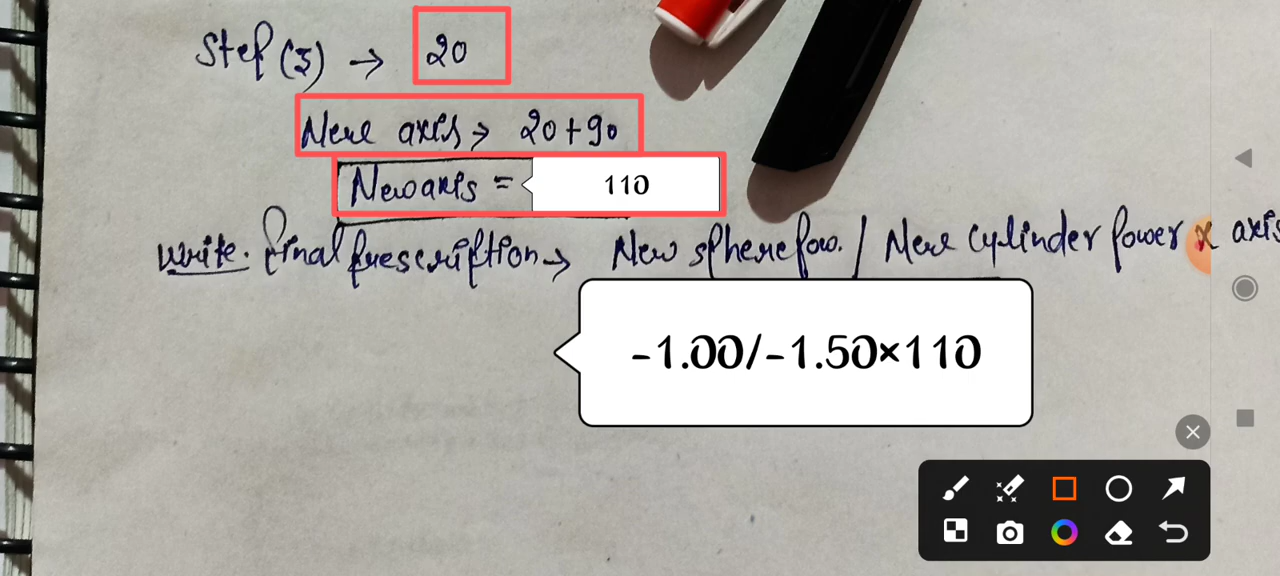 Step (3) → 20
New axis → 20+90
New axis = 110
Write. final prescription → New sphere pow. / New cylinder power x axis
-1.00/-1.50×110